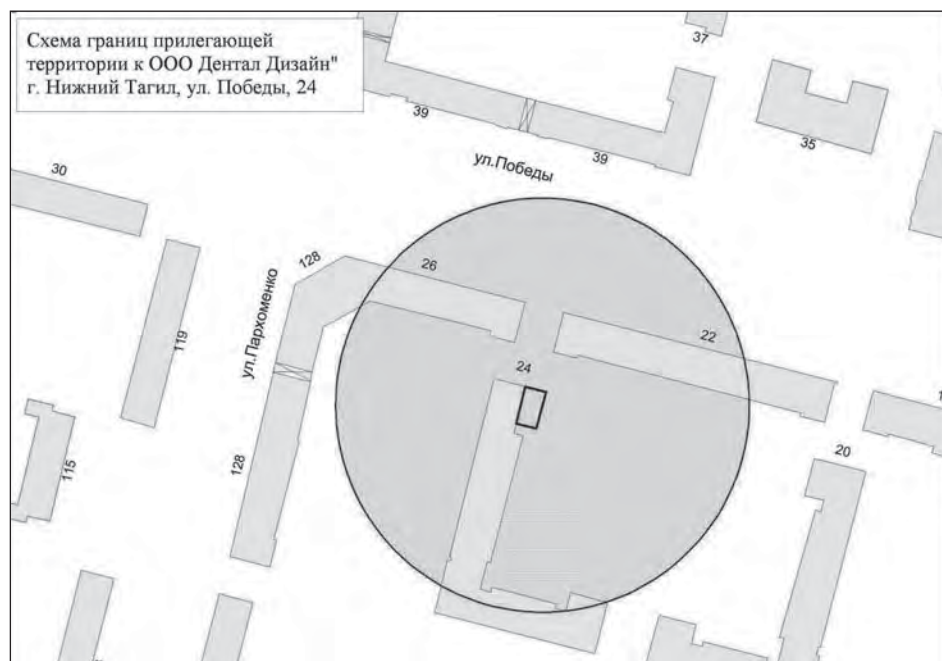 Схема границ прилегающей
территории к ООО Дентал Дизайн"
г. Нижний Тагил, ул. Победы, 24
37
39
39
35
ул.Победы
30
128
26
ул.Пархоменко
119
22
24
128
115
20